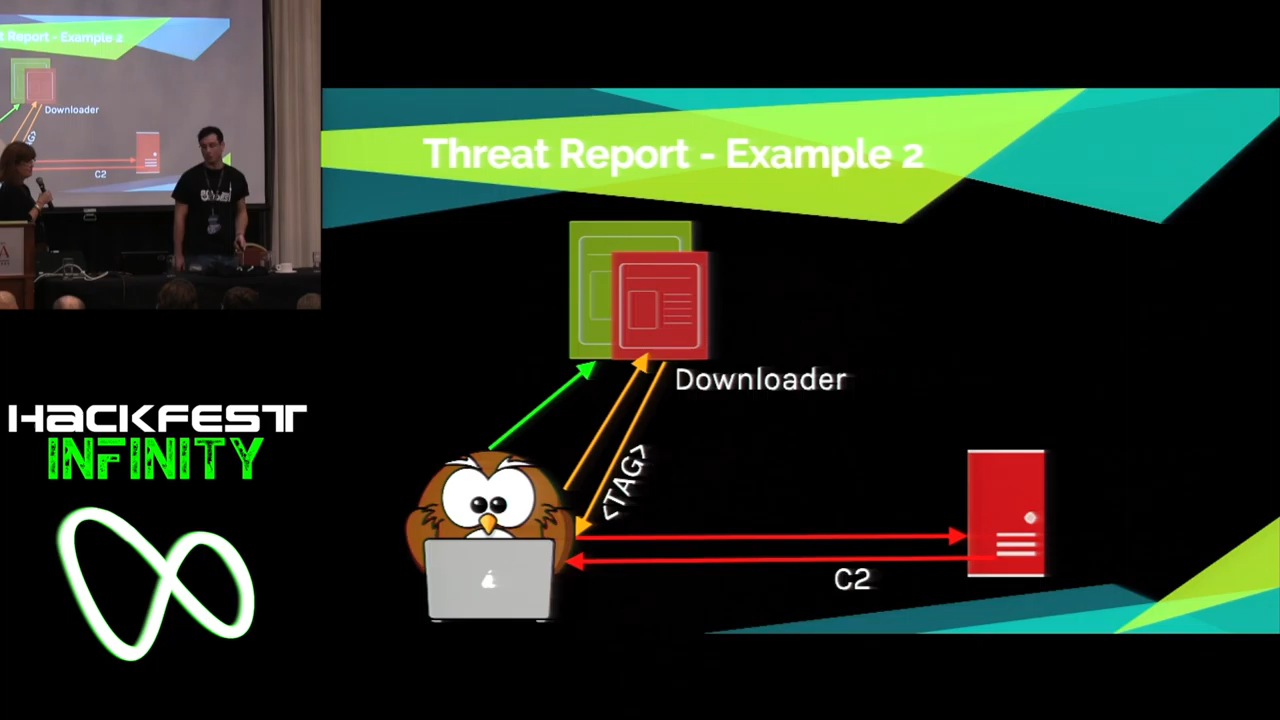 t Report - Example 2
Downloader
C2
HACKFEST
INFINITY
Threat Report - Example 2
Downloader
<TAG>
C2